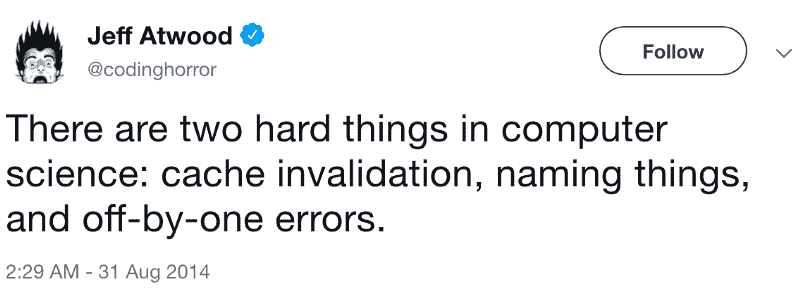 Jeff Atwood
@codinghorror
Follow
There are two hard things in computer
science: cache invalidation, naming things,
and off-by-one errors.
2:29 AM - 31 Aug 2014